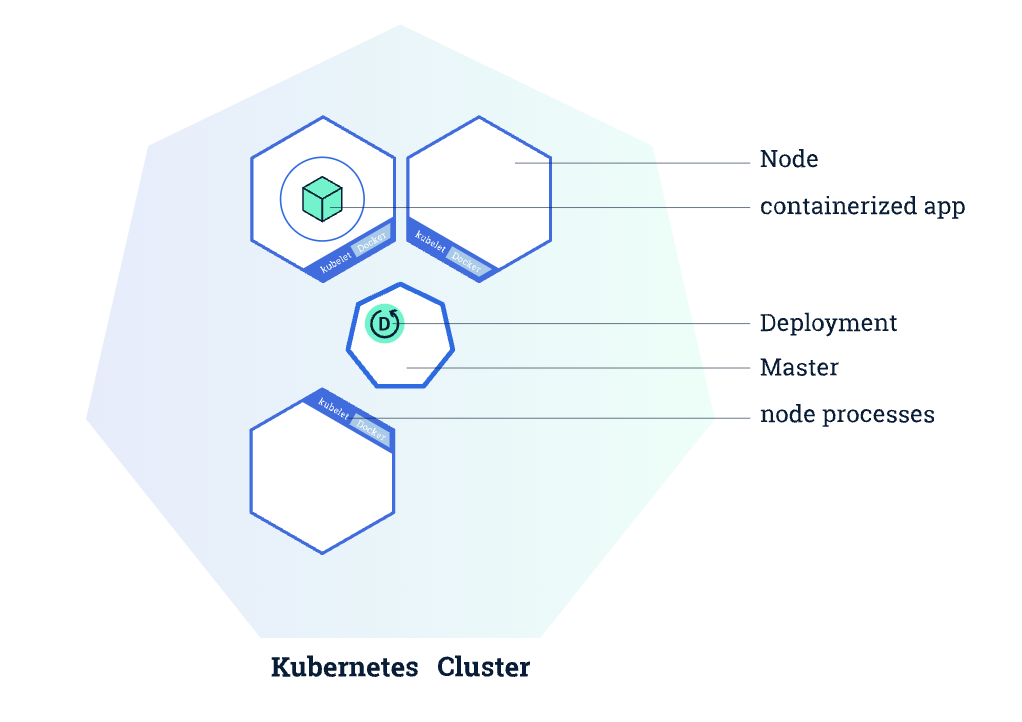 Node
containerized app
kubelet Docker
kubelet Docker
D
Deployment
Master
kubelet Docker
node processes
Kubernetes Cluster